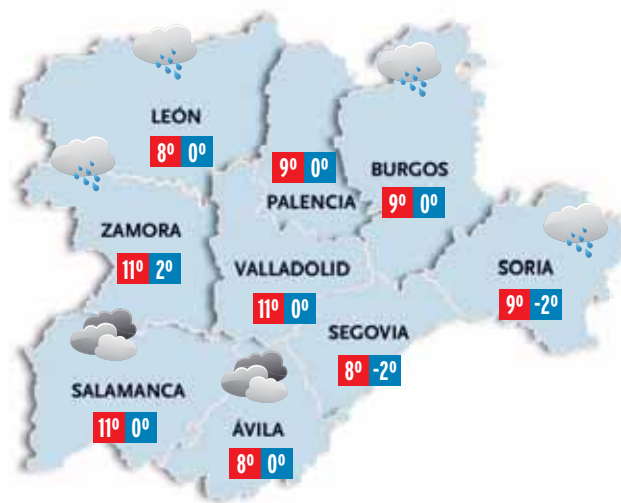 LEÓN
8º 0º
9º 0º
PALENCIA
BURGOS
9º 0º
ZAMORA
11º 2º
VALLADOLID
11º 0º
SORIA
9º -2º
SEGOVIA
8º -2º
SALAMANCA
11º 0º
ÁVILA
8º 0º